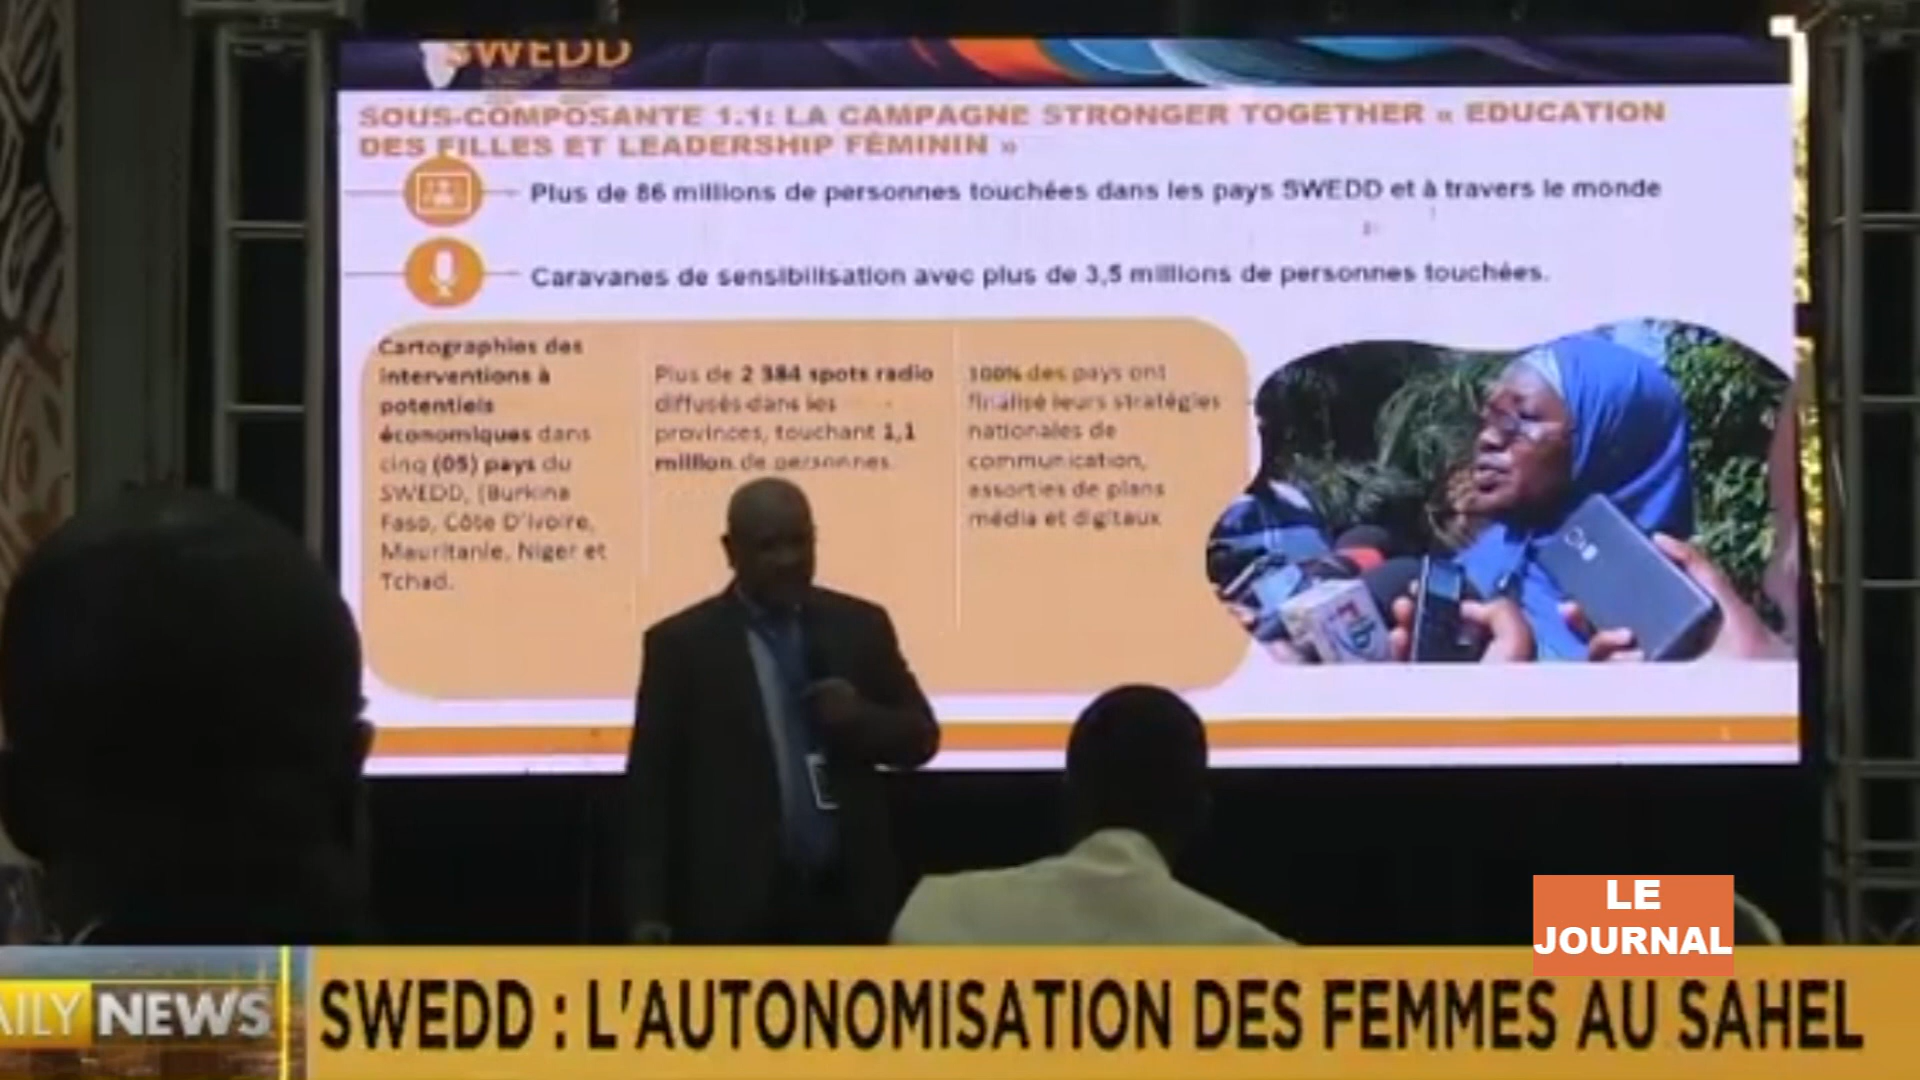 SWEDD
SOUS-COMPOSANTE 1.1: LA CAMPAGNE STRONGER TOGETHER « EDUCATION
DES FILLES ET LEADERSHIP FÉMININ »
Plus de 86 millions de personnes touchées dans les pays SWEDD et à travers le monde
Caravanes de sensibilisation avec plus de 3,5 millions de personnes touchées.
Cartographies des
interventions à
potentiels
économiques dans
cinq (05) pays du
SWEDD, (Burkina
Faso, Côte D'Ivoire,
Mauritanie, Niger et
Tchad.
Plus de 2 384 spots radio
diffusés dans les
provinces, touchant 1,1
million de personnes.
100% des pays ont
finalisé leurs stratégies
nationales de
communication,
assorties de plans
média et digitaux
rtb
LE
JOURNAL
AILY NEWS
SWEDD : L'AUTONOMISATION DES FEMMES AU SAHEL